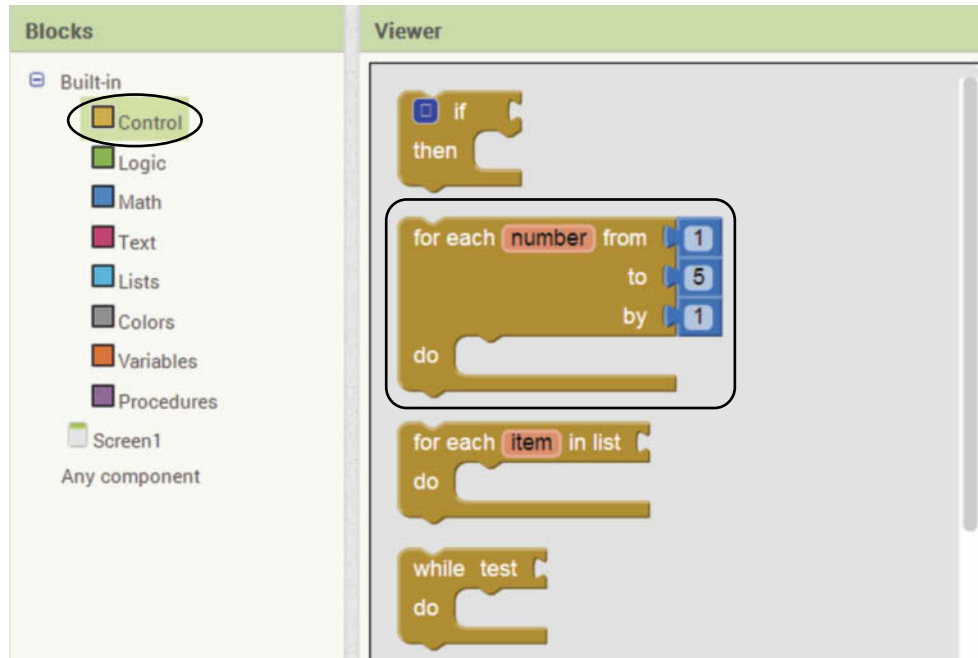 Blocks
Viewer
Built-in
Control
Logic
Math
Text
Lists
Colors
Variables
Procedures
Screen1
Any component
if
then
for each number from 1
to 5
by 1
do
for each item in list
do
while test
do